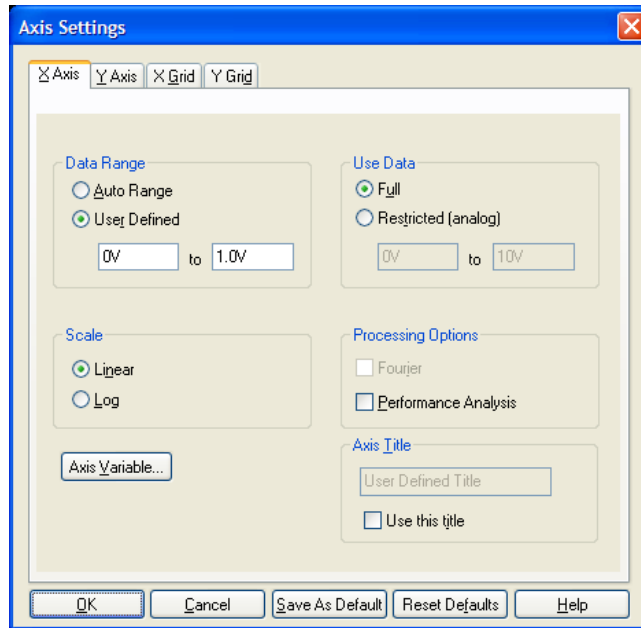 Axis Settings
X Axis Y Axis X Grid Y Grid
Data Range
Auto Range
User Defined
0V to 1.0V
Use Data
Full
Restricted (analog)
0V to 10V
Scale
Linear
Log
Processing Options
Fourier
Performance Analysis
Axis Variable...
Axis Title
User Defined Title
Use this title
OK Cancel Save As Default Reset Defaults Help